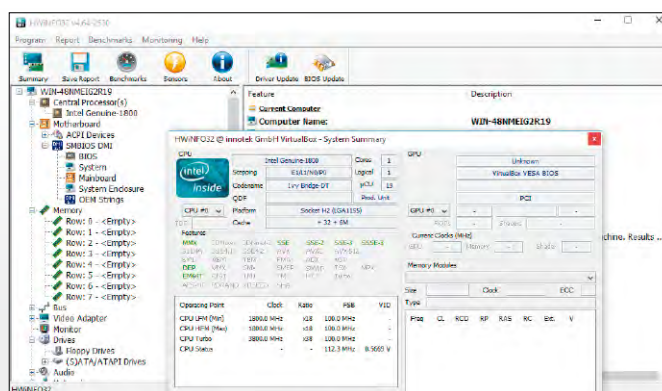 HWiNFO32 v4.64-2530
Program Report Benchmarks Monitoring Help
Summary Save Report Benchmarks Sensors About Driver Update BIOS Update
WIN-48NMEIG2R19
Central Processor(s)
Intel Genuine-1800
Motherboard
ACPI Devices
SMBIOS DMI
BIOS
System
Mainboard
System Enclosure
OEM Strings
Memory
Row: 0 - <Empty>
Row: 1 - <Empty>
Row: 2 - <Empty>
Row: 3 - <Empty>
Row: 4 - <Empty>
Row: 5 - <Empty>
Row: 6 - <Empty>
Row: 7 - <Empty>
Bus
Video Adapter
Monitor
Drives
Floppy Drives
(S)ATA/ATAPI Drives
Audio
HWiNFO32
Feature Description
Current Computer
Computer Name: WIN-48NMEIG2R19
Results ...
HWiNFO32 @ innotek GmbH VirtualBox - System Summary
CPU
intel inside
Intel Genuine-1800
Stepping E1/L1/N0/P0
Logical 1
Codename Ivy Bridge-DT
µCU 19
QDF Prod. Unit
CPU #0 Platform Socket H2 (LGA1155)
Cache + 32 + 6M
Features
MMX SSE SSE-2 SSE-3 SSSE-3
DEP
EM64T
Operating Point Clock Ratio FSB VID
CPU LFM (Min) 1800.0 MHz x18 100.0 MHz -
CPU HFM (Max) 1800.0 MHz x18 100.0 MHz -
CPU Turbo 3800.0 MHz x38 100.0 MHz -
CPU Status - - 112.3 MHz 8.5665 V
GPU
Unknown
VirtualBox VESA BIOS
PCI
GPU #0
Current Clocks (MHz)
GPU - Memory -
Memory Modules
Size Clock ECC
Type
Freq CL RCD RP RAS RC Ext. V